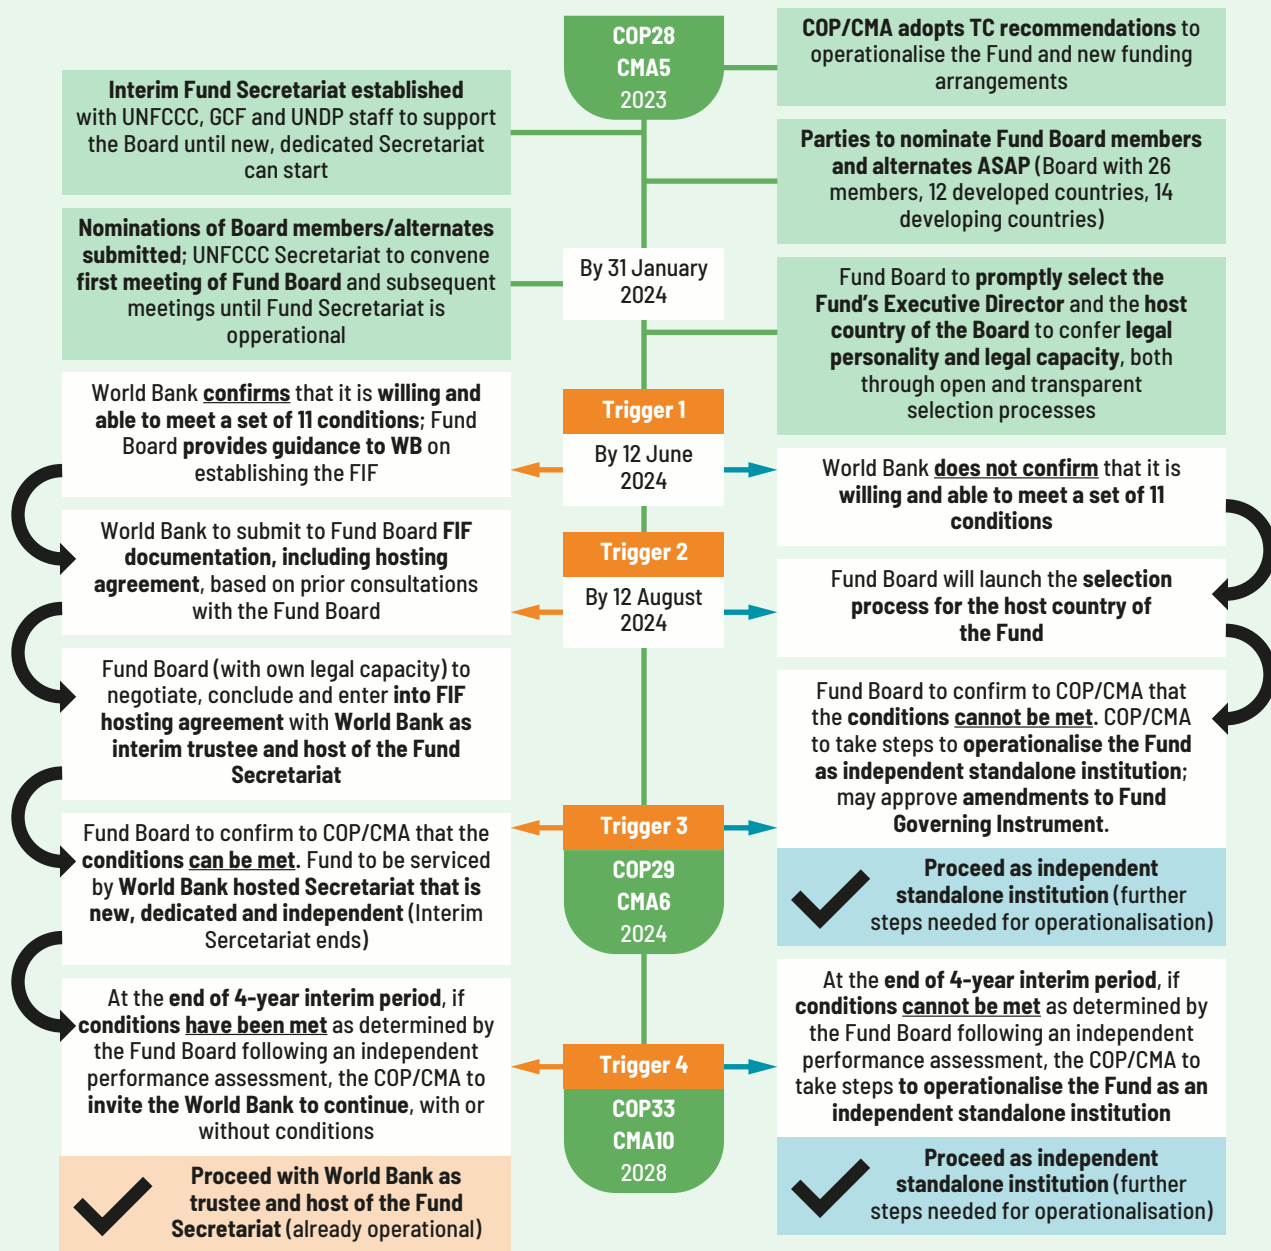 COP28
CMA5
2023
COP/CMA adopts TC recommendations to
operationalise the Fund and new funding
arrangements
Interim Fund Secretariat established
with UNFCCC, GCF and UNDP staff to support
the Board until new, dedicated Secretariat
can start
Parties to nominate Fund Board members
and alternates ASAP (Board with 26
members, 12 developed countries, 14
developing countries)
Nominations of Board members/alternates
submitted; UNFCCC Secretariat to convene
first meeting of Fund Board and subsequent
meetings until Fund Secretariat is
opperational
By 31 January
2024
Fund Board to promptly select the
Fund's Executive Director and the host
country of the Board to confer legal
personality and legal capacity, both
through open and transparent
selection processes
Trigger 1
By 12 June
2024
World Bank confirms that it is willing and
able to meet a set of 11 conditions; Fund
Board provides guidance to WB on
establishing the FIF
World Bank does not confirm that it is
willing and able to meet a set of 11
conditions
Trigger 2
By 12 August
2024
World Bank to submit to Fund Board FIF
documentation, including hosting
agreement, based on prior consultations
with the Fund Board
Fund Board will launch the selection
process for the host country of
the Fund
Fund Board (with own legal capacity) to
negotiate, conclude and enter into FIF
hosting agreement with World Bank as
interim trustee and host of the Fund
Secretariat
Fund Board to confirm to COP/CMA that
the conditions cannot be met. COP/CMA
to take steps to operationalise the Fund
as independent standalone institution;
may approve amendments to Fund
Governing Instrument.
Trigger 3
COP29
CMA6
2024
Fund Board to confirm to COP/CMA that the
conditions can be met. Fund to be serviced
by World Bank hosted Secretariat that is
new, dedicated and independent (Interim
Sercetariat ends)
Proceed as independent
standalone institution (further
steps needed for operationalisation)
At the end of 4-year interim period, if
conditions have been met as determined by
the Fund Board following an independent
performance assessment, the COP/CMA to
invite the World Bank to continue, with or
without conditions
Trigger 4
COP33
CMA10
2028
At the end of 4-year interim period, if
conditions cannot be met as determined by
the Fund Board following an independent
performance assessment, the COP/CMA to
take steps to operationalise the Fund as an
independent standalone institution
Proceed with World Bank as
trustee and host of the Fund
Secretariat (already operational)
Proceed as independent
standalone institution (further
steps needed for operationalisation)